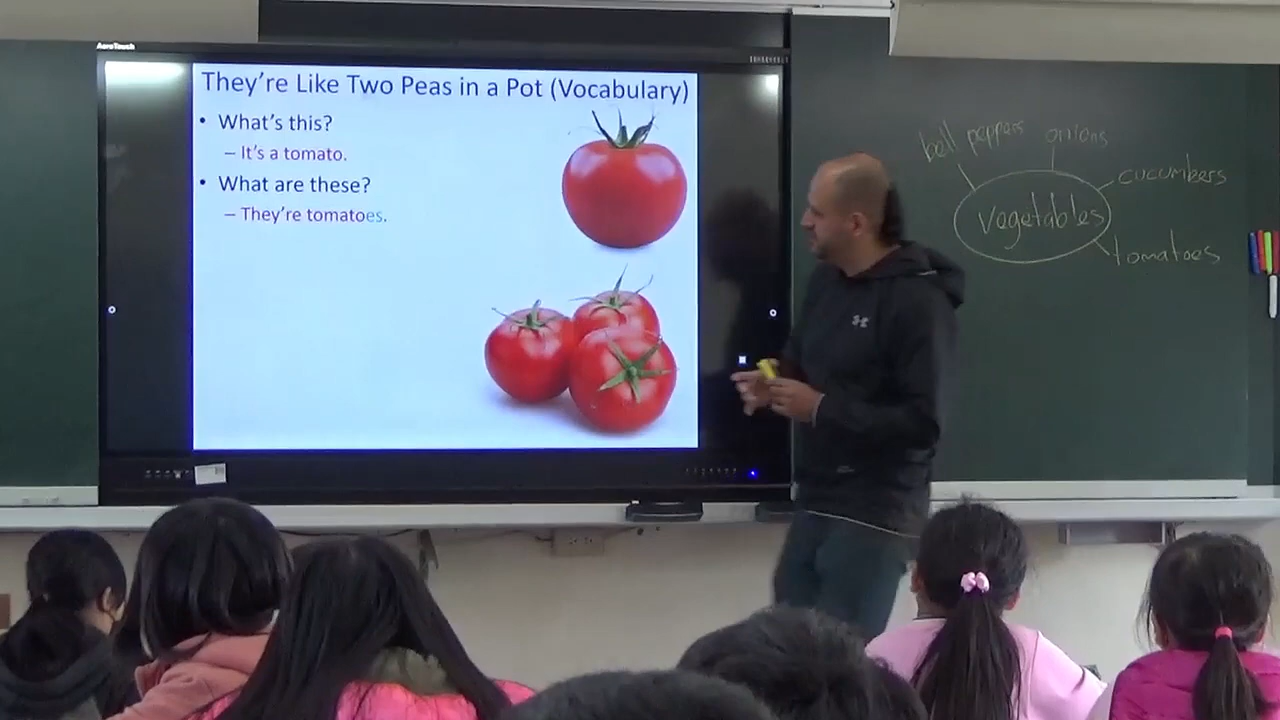 AeroTouch
They're Like Two Peas in a Pot (Vocabulary)
• What's this?
– It's a tomato.
• What are these?
– They're tomatoes.
bell peppers
onions
cucumbers
vegetables
tomatoes